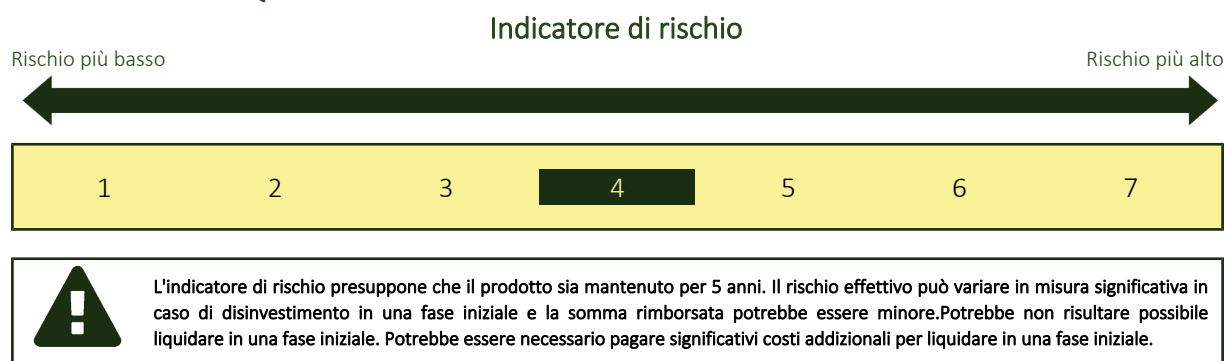 Indicatore di rischio
Rischio più basso
Rischio più alto
1 2 3 4 5 6 7
L'indicatore di rischio presuppone che il prodotto sia mantenuto per 5 anni. Il rischio effettivo può variare in misura significativa in
caso di disinvestimento in una fase iniziale e la somma rimborsata potrebbe essere minore.Potrebbe non risultare possibile
liquidare in una fase iniziale. Potrebbe essere necessario pagare significativi costi addizionali per liquidare in una fase iniziale.